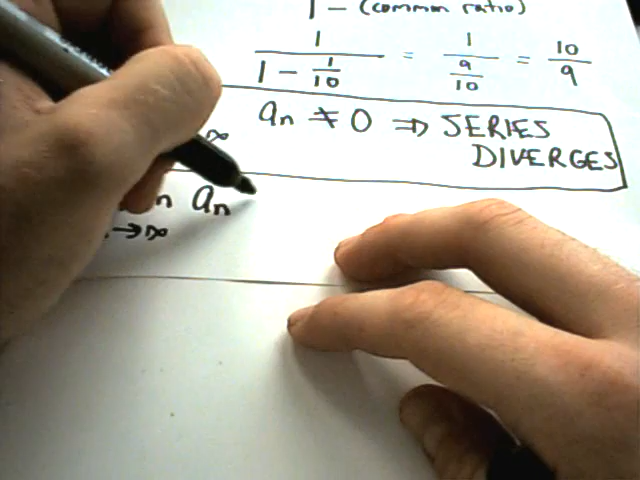 1 - (common ratio)
1 / (1 - 1/10) = 1 / (9/10) = 10/9
∞ an ≠ 0 ⇒ SERIES
DIVERGES
n an
→∞